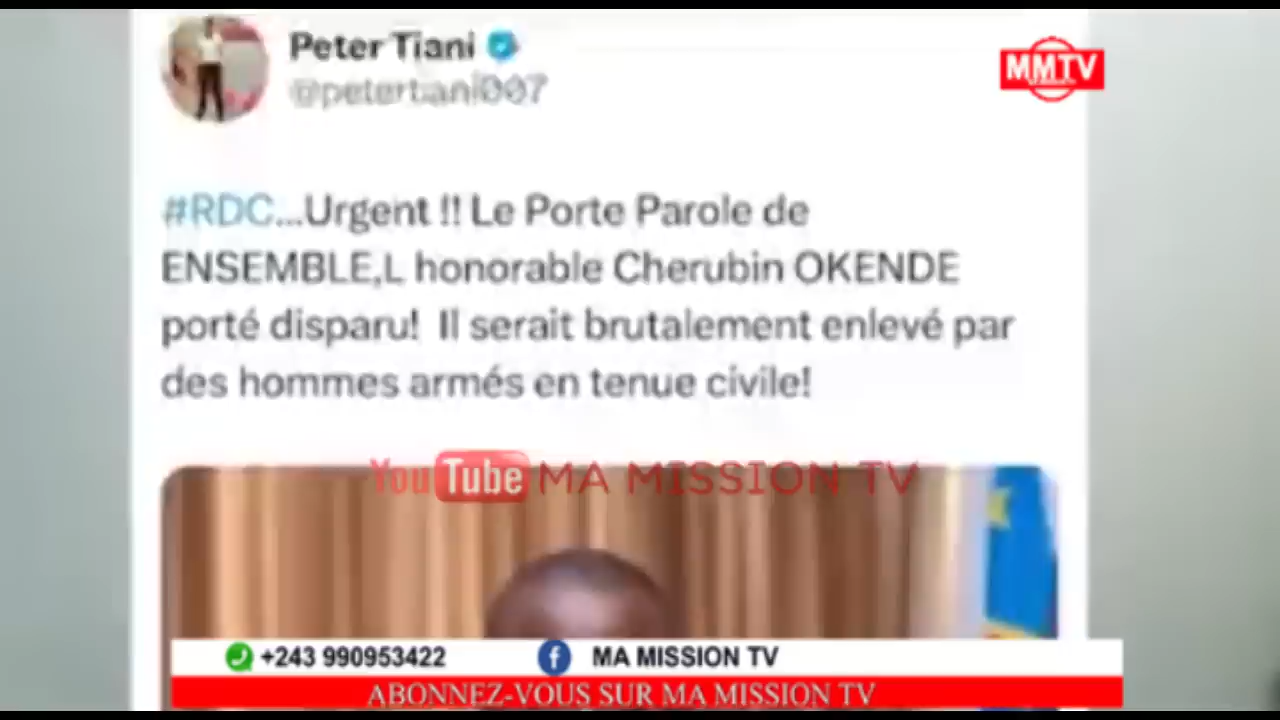 Peter Tiani
@petertiani007
MMTV
#RDC...Urgent !! Le Porte Parole de
ENSEMBLE,L honorable Cherubin OKENDE
porté disparu! Il serait brutalement enlevé par
des hommes armés en tenue civile!
YouTube MA MISSION TV
+243 990953422 MA MISSION TV
ABONNEZ-VOUS SUR MA MISSION TV